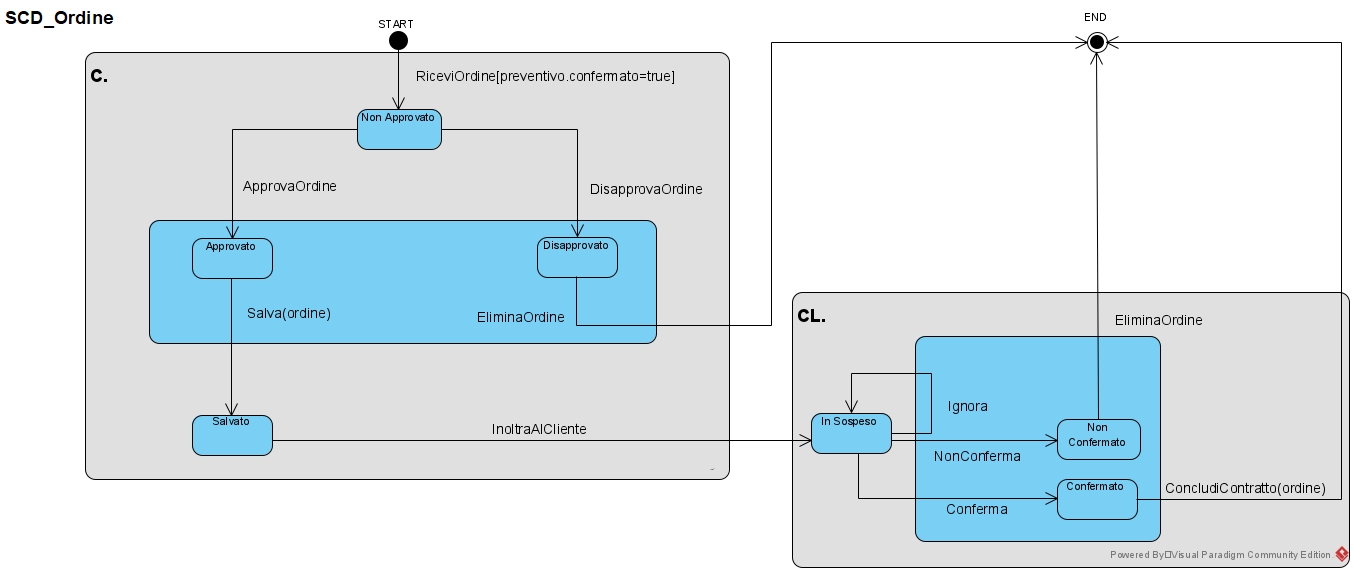 SCD_Ordine
START
END
C.
RiceviOrdine[preventivo.confermato=true]
Non Approvato
ApprovaOrdine
DisapprovaOrdine
Approvato
Disapprovato
Salva(ordine)
EliminaOrdine
CL.
EliminaOrdine
Ignora
Salvato
InoltraAlCliente
In Sospeso
Non
Confermato
NonConferma
Confermato
ConcludiContratto(ordine)
Conferma
Powered By Visual Paradigm Community Edition